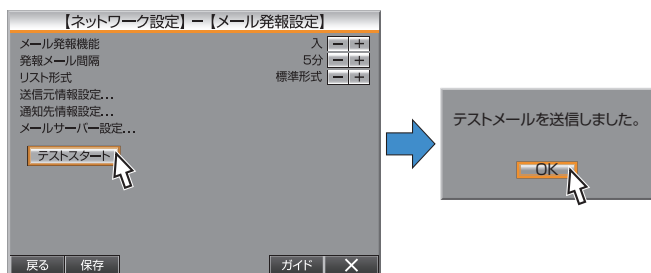 【ネットワーク設定】－【メール発報設定】
メール発報機能 入 － ＋
発報メール間隔 5分 － ＋
リスト形式 標準形式 － ＋
送信元情報設定...
通知先情報設定...
メールサーバー設定...
テストスタート
戻る 保存 ガイド ×
テストメールを送信しました。
OK